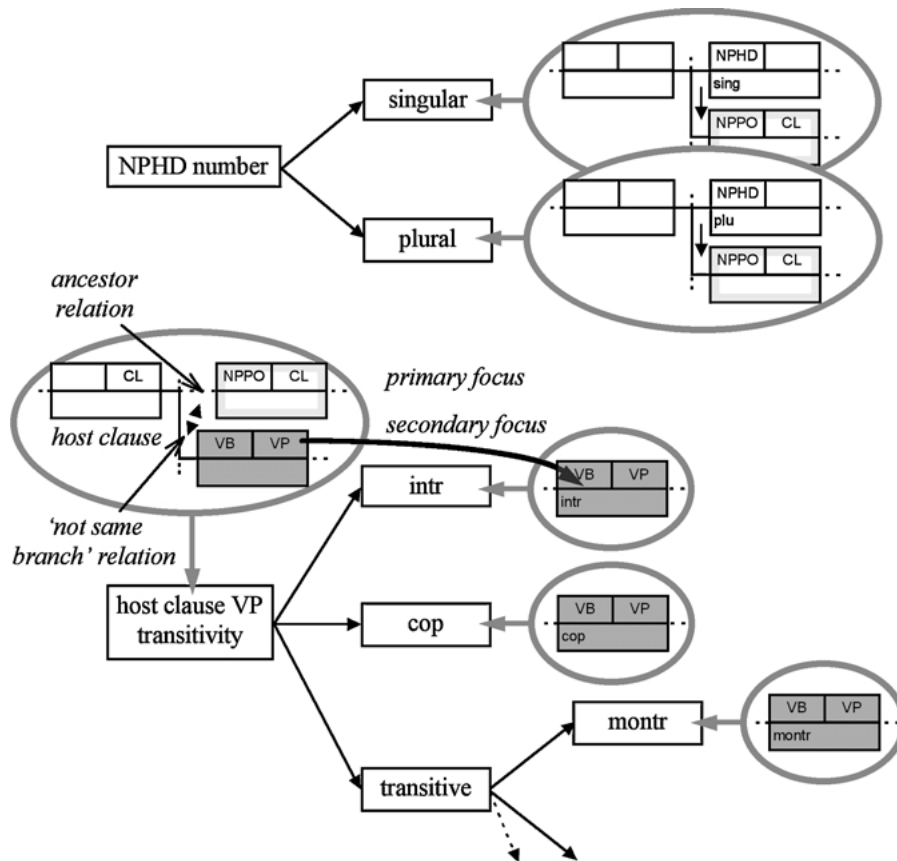 NPHD
sing
singular
NPPO CL
NPHD number
NPHD
plu
plural
NPPO CL
ancestor
relation
CL
NPPO CL
primary focus
host clause
secondary focus
VB VP
VB VP
intr
intr
‘not same
branch’ relation
host clause VP
transitivity
VB VP
cop
cop
VB VP
montr
montr
transitive